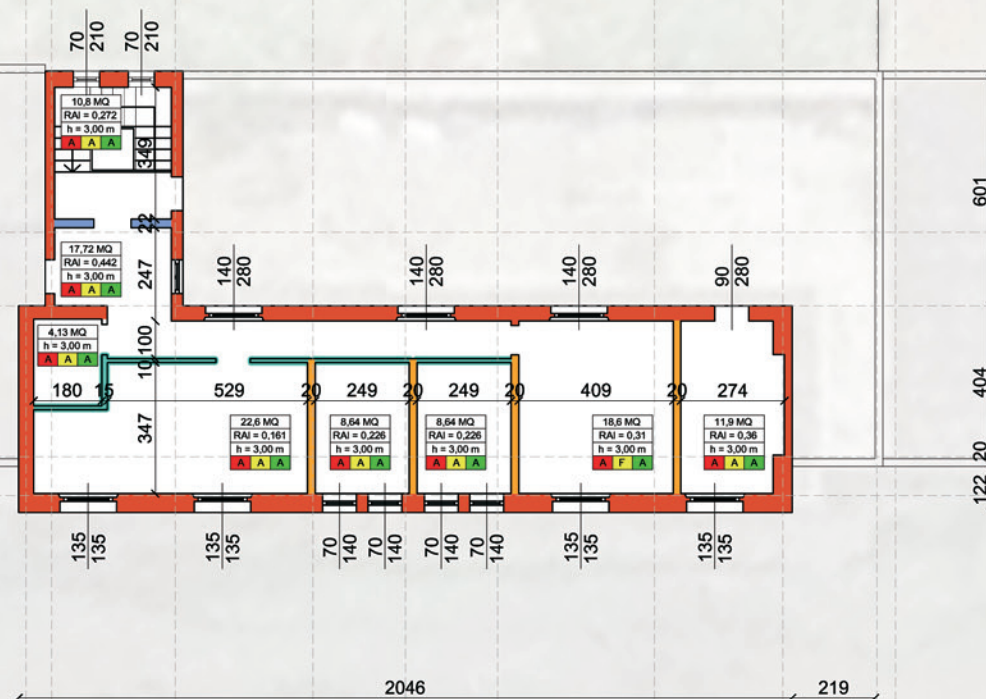 70
210
70
210
10,8 MQ
RAI = 0,272
h = 3,00 m
A A A
349
22
601
17,72 MQ
RAI = 0,442
h = 3,00 m
A A A
247
140
280
140
280
140
280
90
280
4,13 MQ
h = 3,00 m
A A A
100
10
180 15 529 20 249 20 249 20 409 20 274
404
347
22,6 MQ
RAI = 0,161
h = 3,00 m
A A A
8,64 MQ
RAI = 0,226
h = 3,00 m
A A A
8,64 MQ
RAI = 0,226
h = 3,00 m
A A A
18,6 MQ
RAI = 0,31
h = 3,00 m
A F A
11,9 MQ
RAI = 0,36
h = 3,00 m
A A A
20
122
135
135
135
135
70
140
70
140
70
140
70
140
135
135
135
135
2046
219